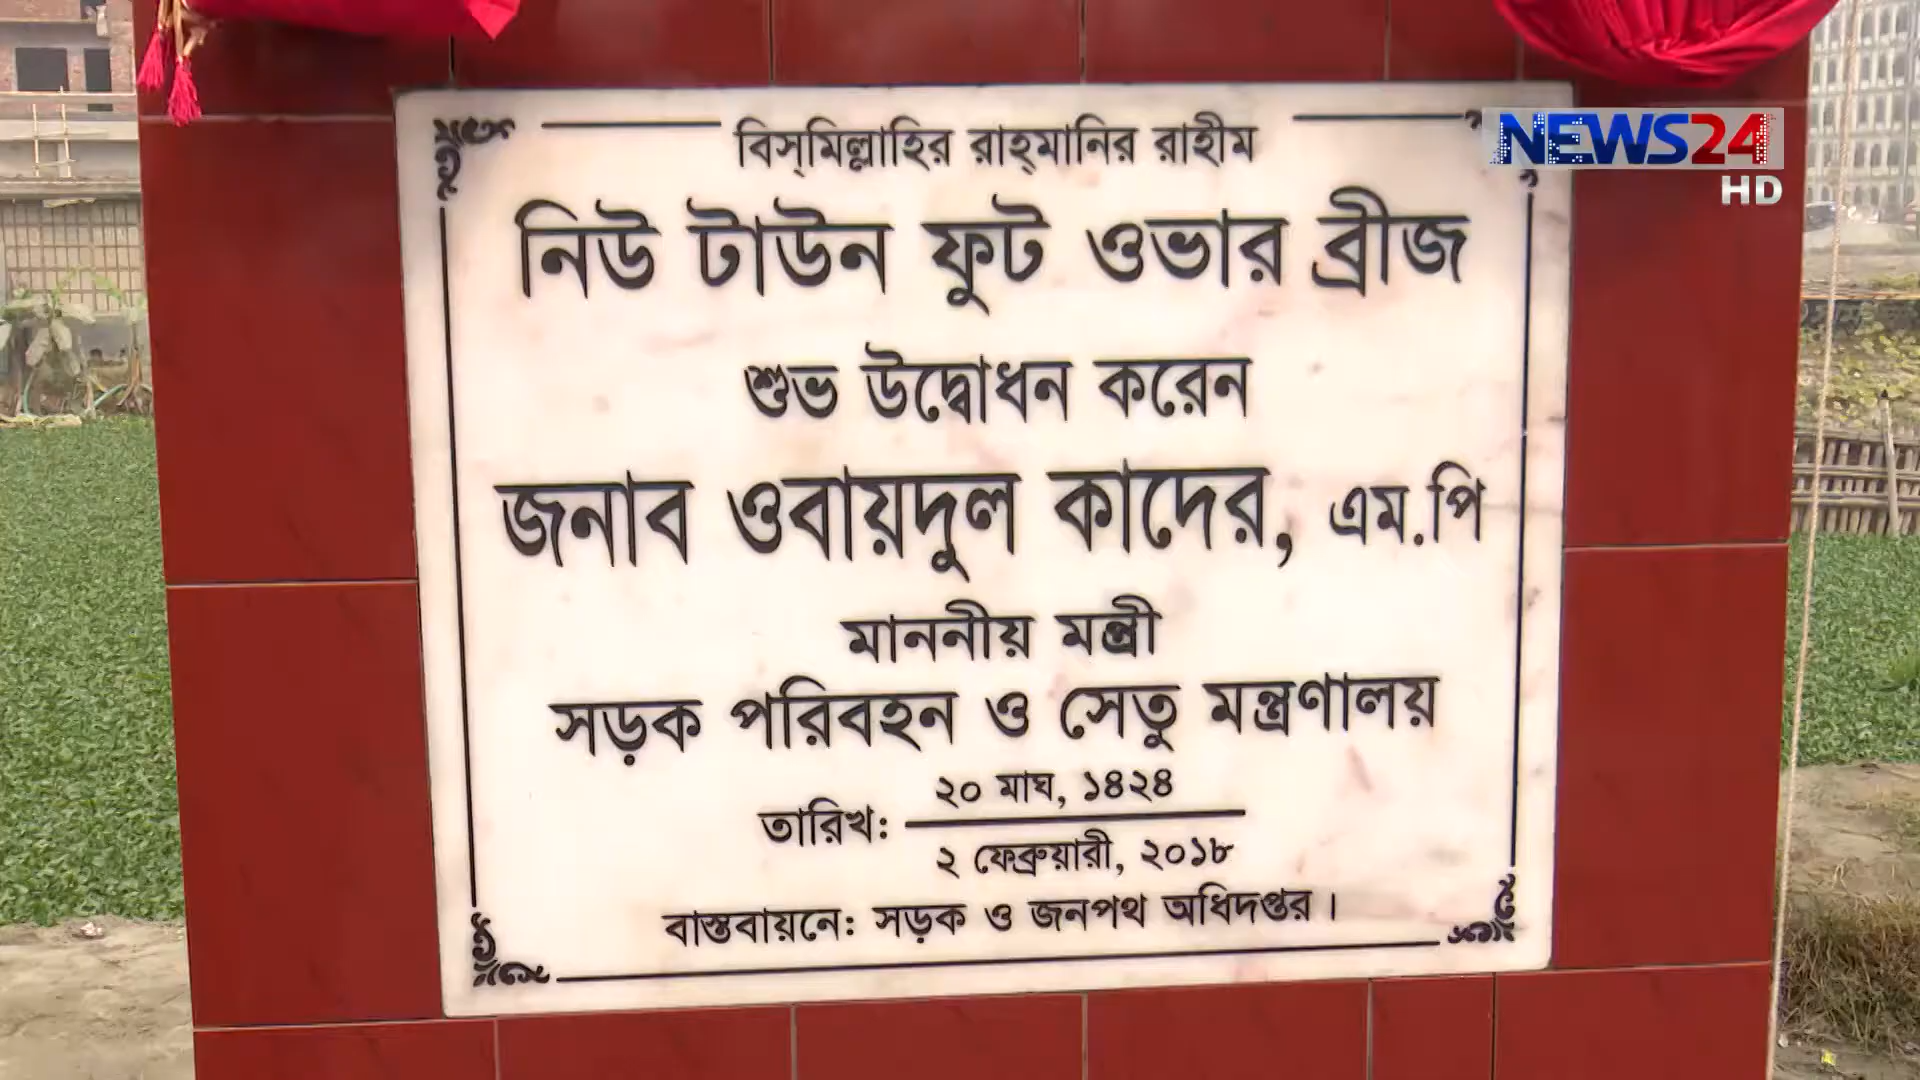 বিস্‌মিল্লাহির রাহ্‌মানির রাহীম
NEWS24
HD
নিউ টাউন ফুট ওভার ব্রীজ
শুভ উদ্বোধন করেন
জনাব ওবায়দুল কাদের, এম.পি
মাননীয় মন্ত্রী
সড়ক পরিবহন ও সেতু মন্ত্রণালয়
২০ মাঘ, ১৪২৪
তারিখ:
২ ফেব্রুয়ারী, ২০১৮
বাস্তবায়নে: সড়ক ও জনপথ অধিদপ্তর।